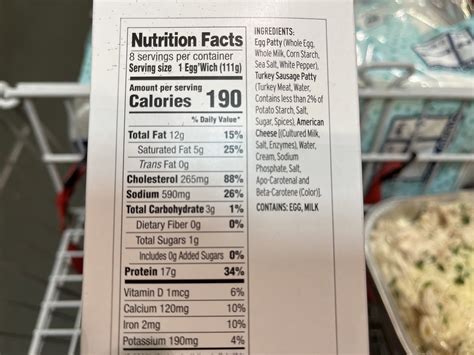 Nutrition Facts
8 servings per container
Serving size 1 Egg'Wich (111g)
Amount per serving
Calories 190
% Daily Value*
Total Fat 12g 15%
Saturated Fat 5g 25%
Trans Fat 0g
Cholesterol 265mg 88%
Sodium 590mg 26%
Total Carbohydrate 3g 1%
Dietary Fiber 0g 0%
Total Sugars 1g
Includes 0g Added Sugars 0%
Protein 17g 34%
Vitamin D 1mcg 6%
Calcium 120mg 10%
Iron 2mg 10%
Potassium 190mg 4%
INGREDIENTS:
Egg Patty (Whole Egg,
Whole Milk, Corn Starch,
Sea Salt, White Pepper),
Turkey Sausage Patty
(Turkey Meat, Water,
Contains less than 2% of
Potato Starch, Salt,
Sugar, Spices), American
Cheese [(Cultured Milk,
Salt, Enzymes), Water,
Cream, Sodium
Phosphate, Salt,
Apo-Carotenal and
Beta-Carotene (Color)].
CONTAINS: EGG, MILK